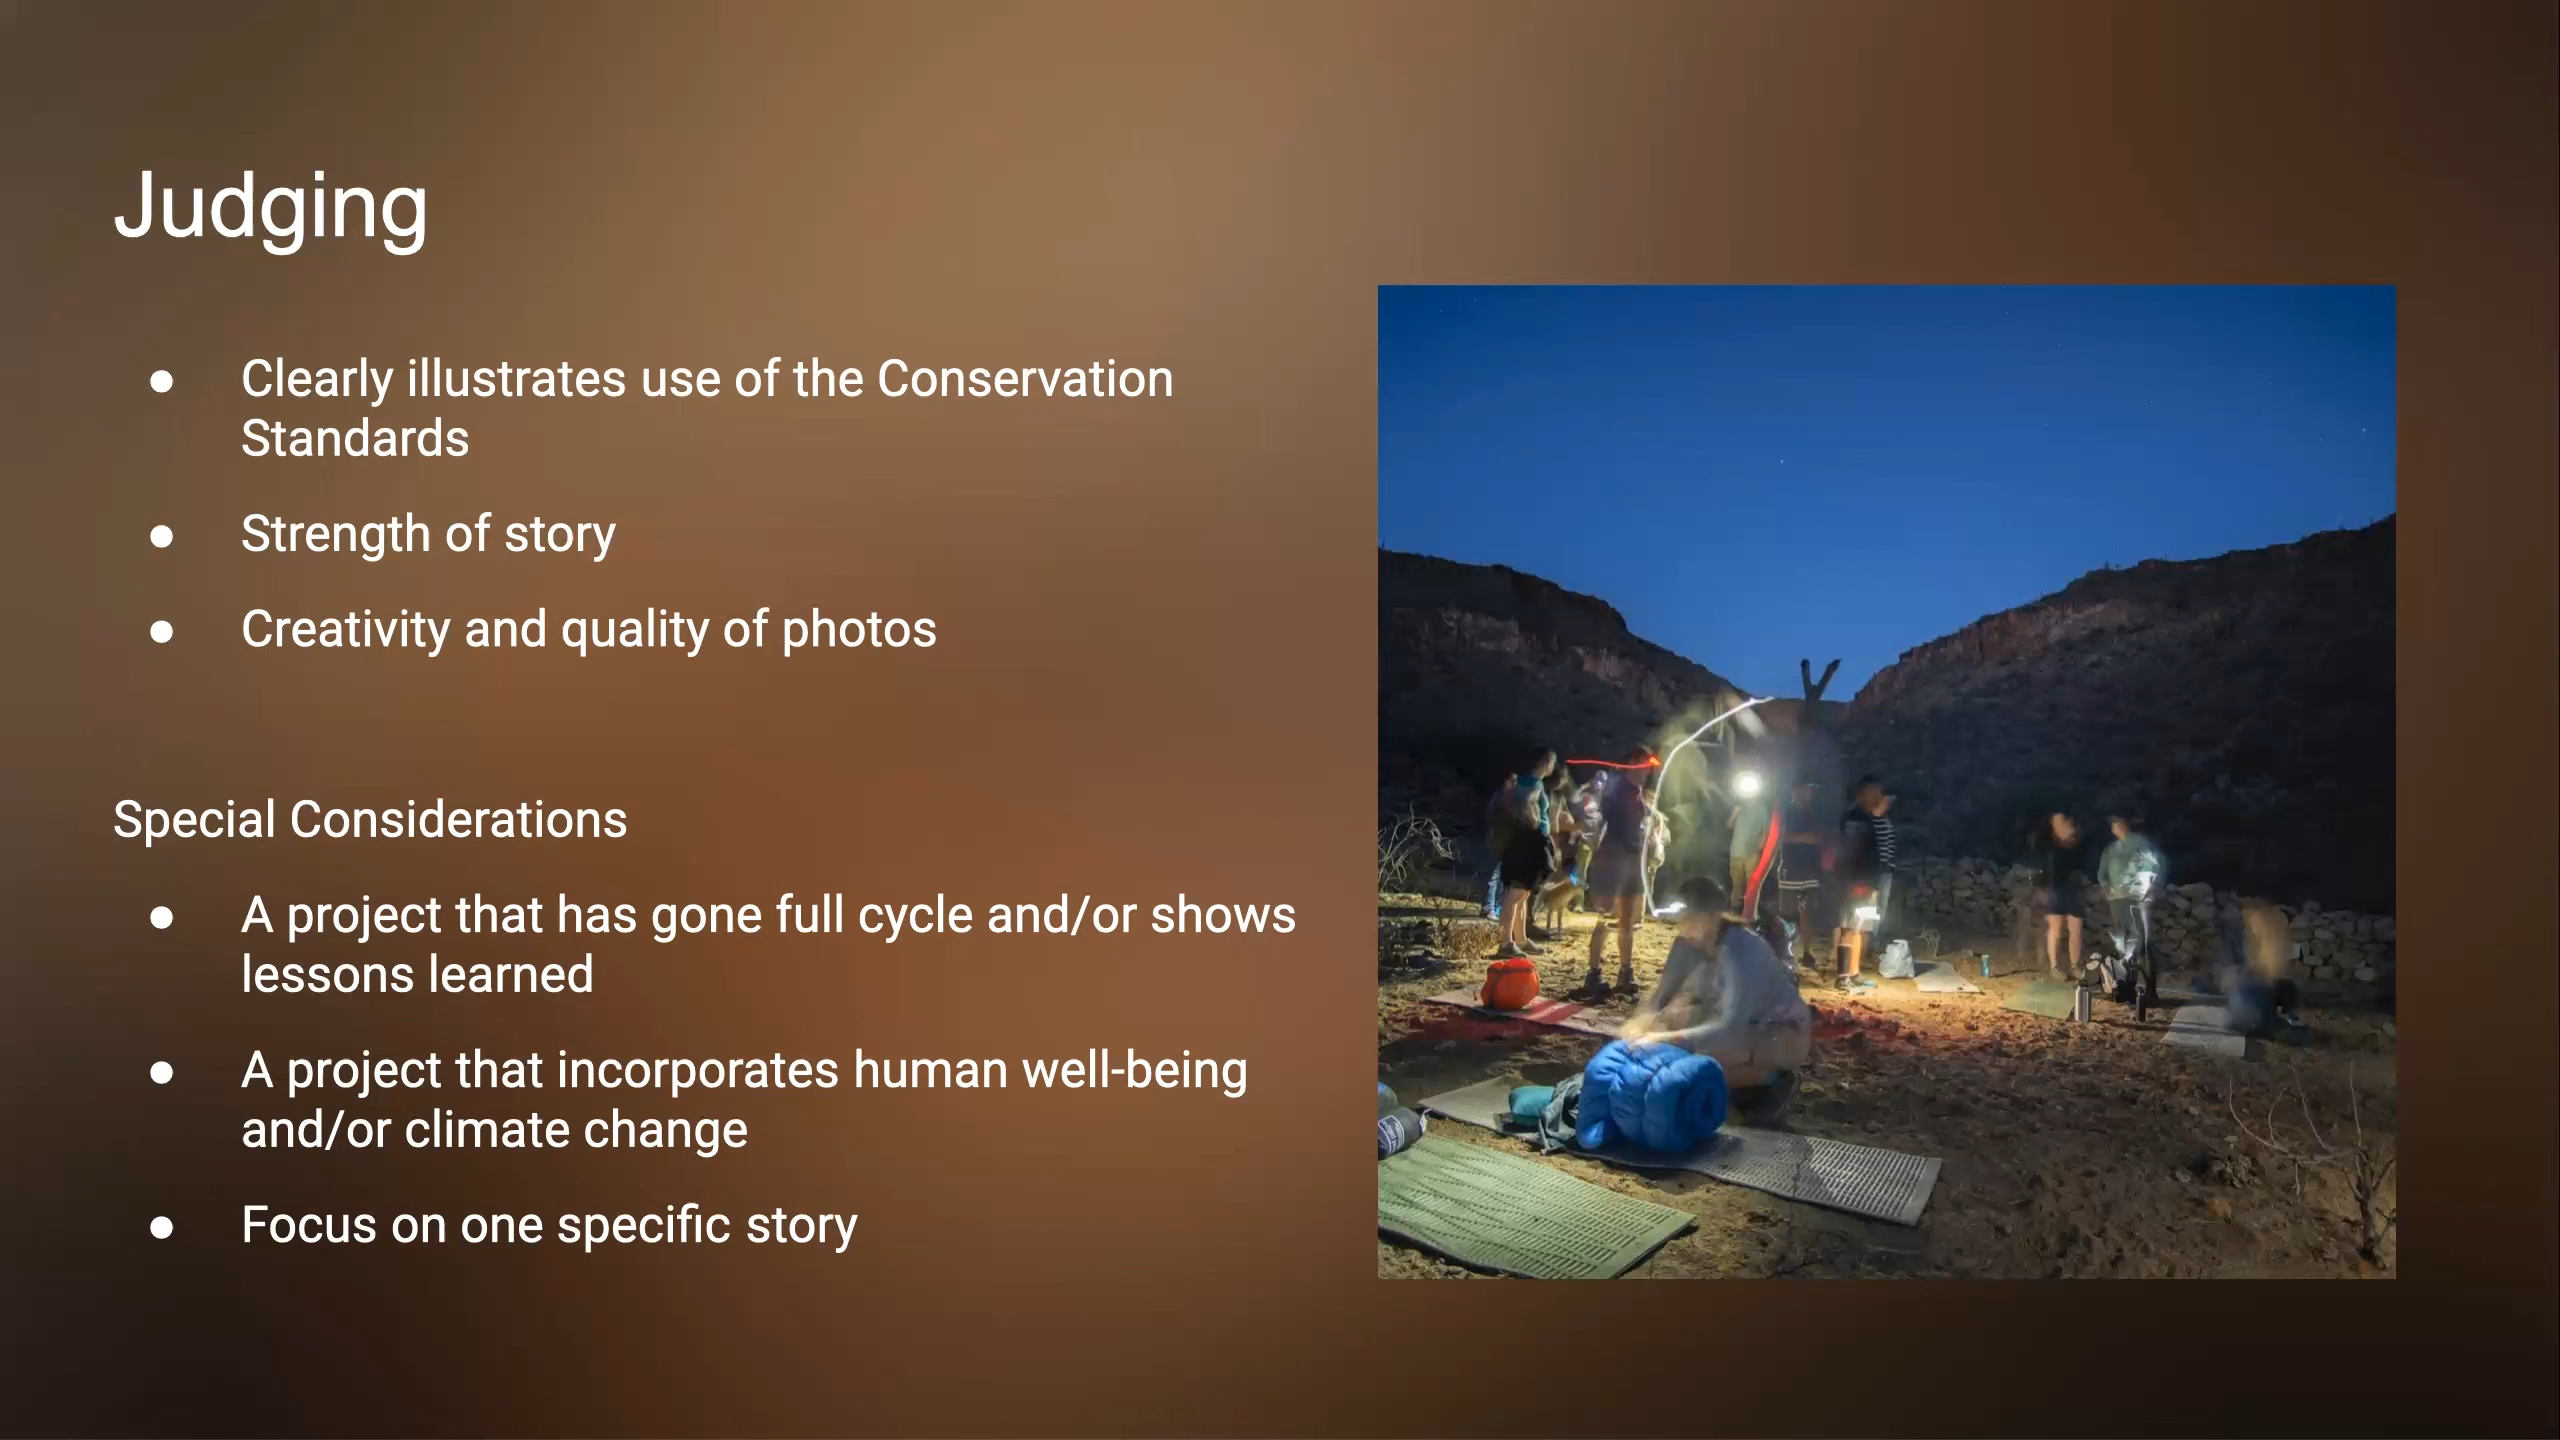 Judging
● Clearly illustrates use of the Conservation
Standards
● Strength of story
● Creativity and quality of photos
Special Considerations
● A project that has gone full cycle and/or shows
lessons learned
● A project that incorporates human well-being
and/or climate change
● Focus on one specific story